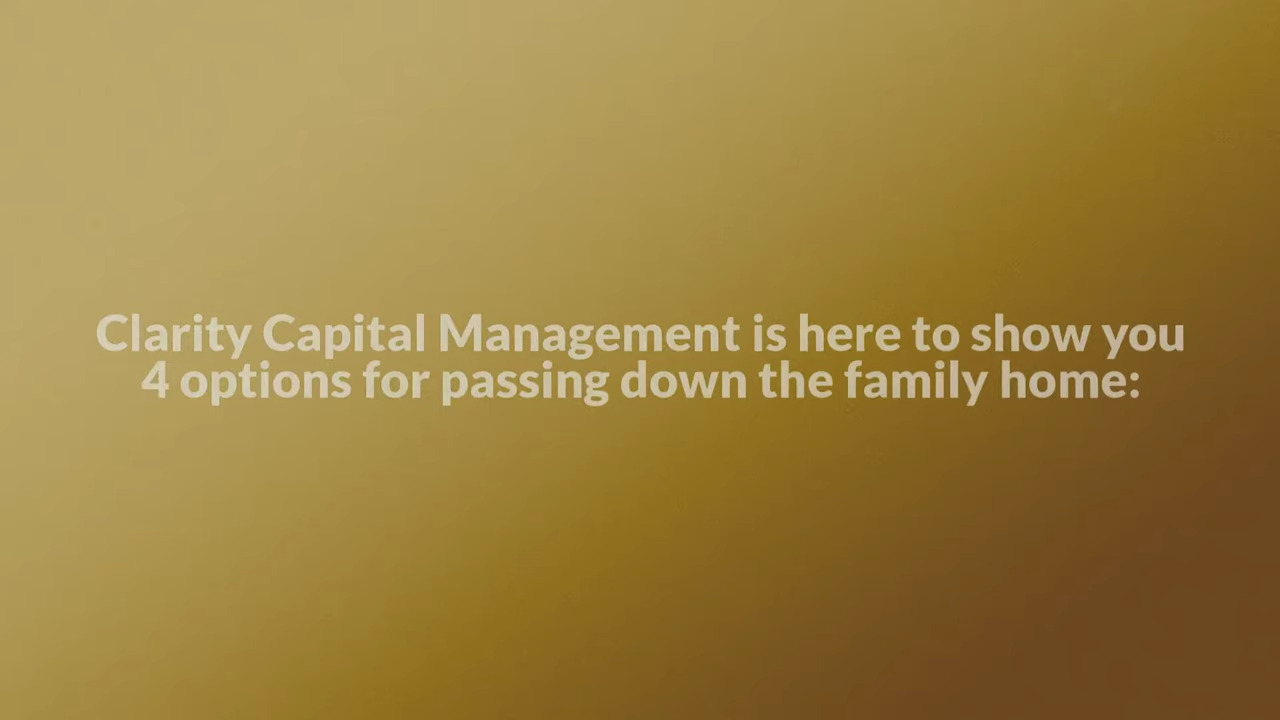 Clarity Capital Management is here to show you
4 options for passing down the family home: